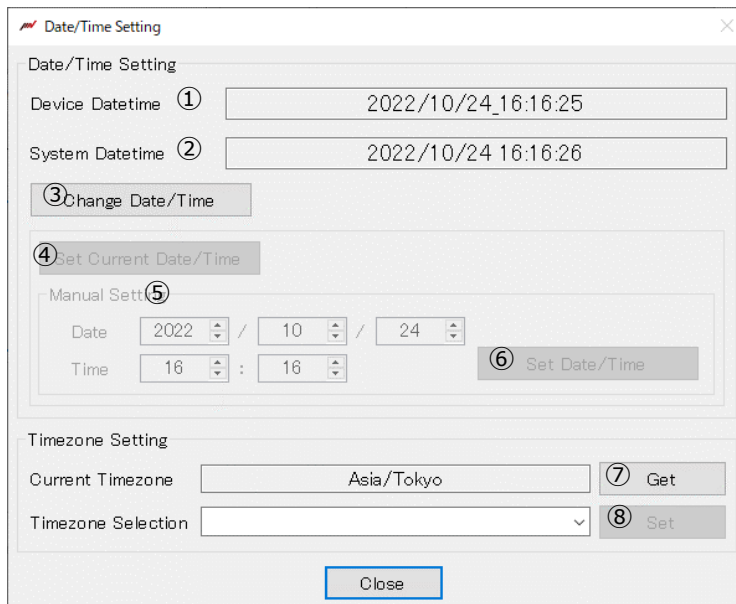 Date/Time Setting
Date/Time Setting
Device Datetime ① 2022/10/24_16:16:25
System Datetime ② 2022/10/24 16:16:26
③Change Date/Time
④Set Current Date/Time
Manual Setting⑤
Date 2022 / 10 / 24
Time 16 : 16 ⑥ Set Date/Time
Timezone Setting
Current Timezone Asia/Tokyo ⑦ Get
Timezone Selection ⑧ Set
Close